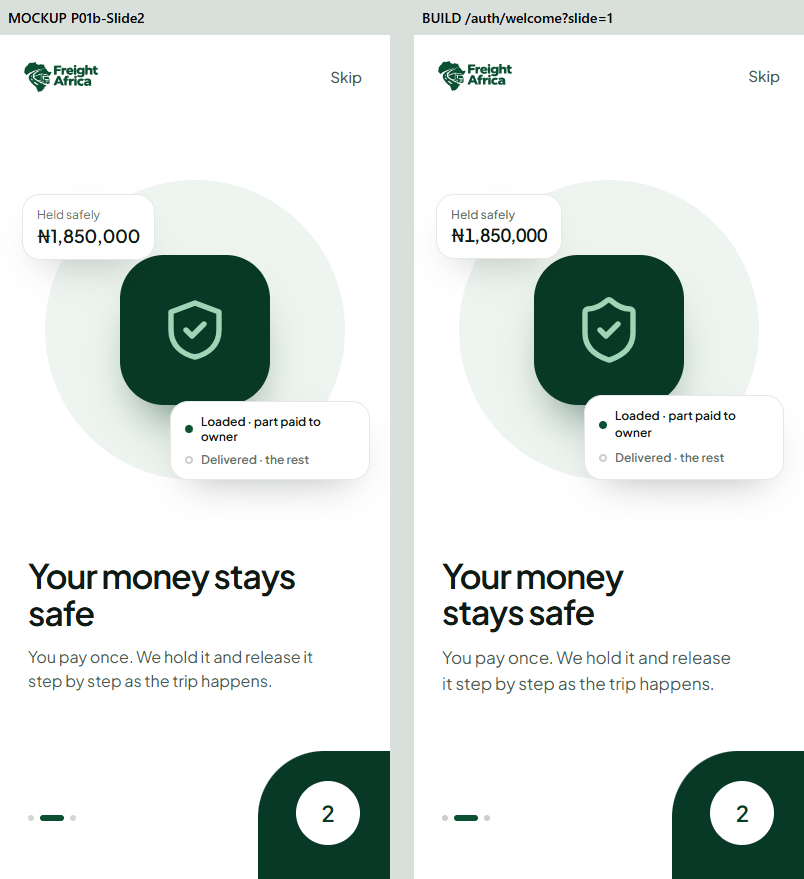 MOCKUP P01b-Slide2
Freight
Africa
Skip
Held safely
₦1,850,000
Loaded · part paid to
owner
Delivered · the rest
Your money stays
safe
You pay once. We hold it and release it
step by step as the trip happens.
2
BUILD /auth/welcome?slide=1
Freight
Africa
Skip
Held safely
₦1,850,000
Loaded · part paid to
owner
Delivered · the rest
Your money
stays safe
You pay once. We hold it and release
it step by step as the trip happens.
2